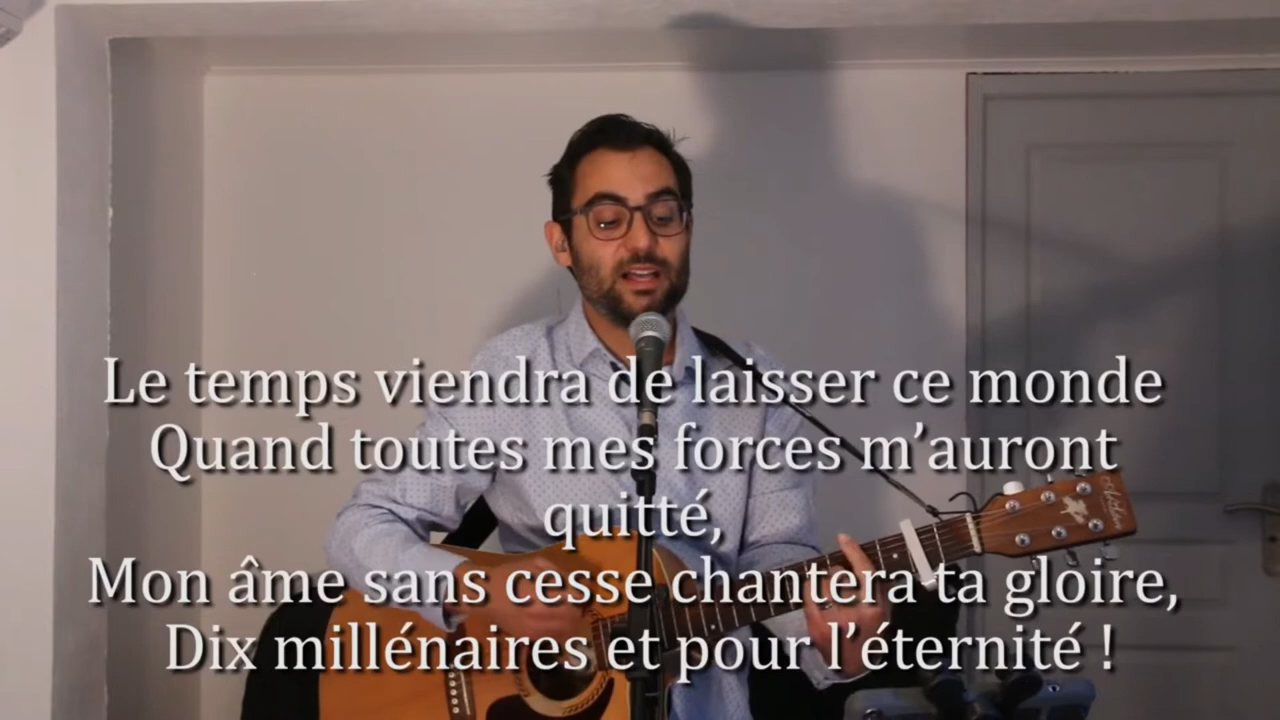 Le temps viendra de laisser ce monde
Quand toutes mes forces m’auront
quitté,
Mon âme sans cesse chantera ta gloire,
Dix millénaires et pour l’éternité !